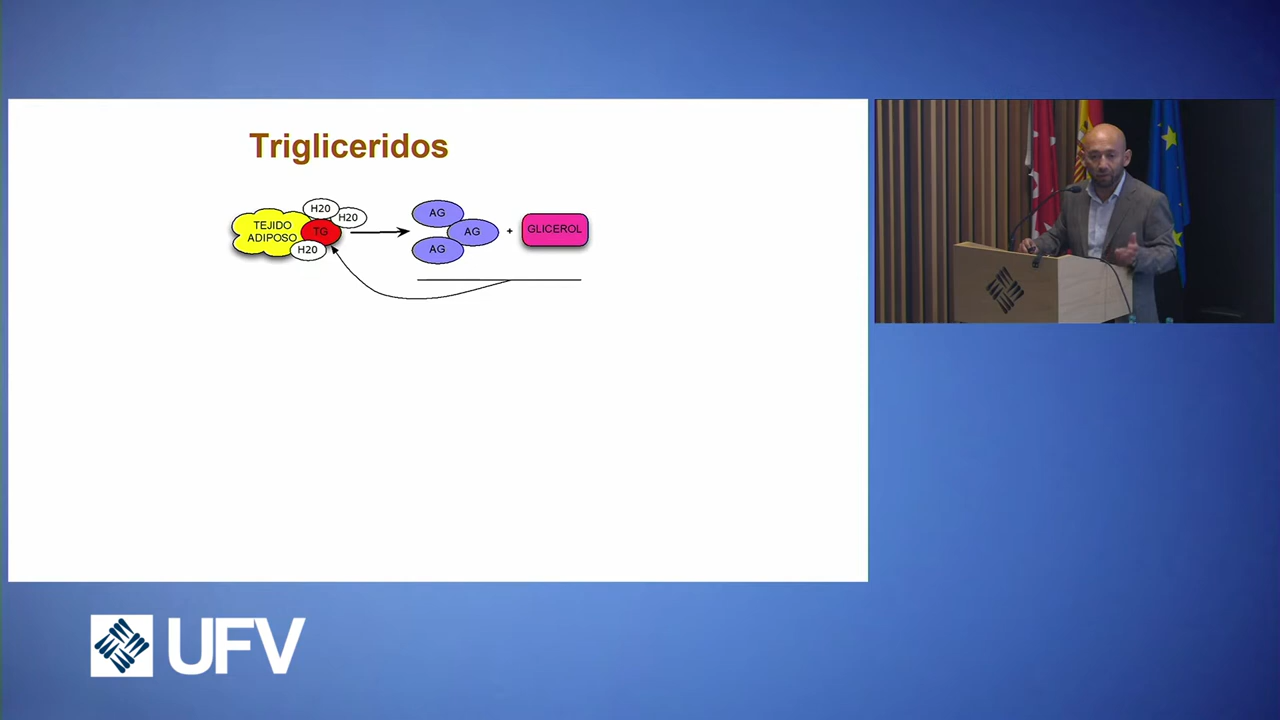 Trigliceridos
TEJIDO
ADIPOSO
H20
H20
TG
H20
AG
AG
AG
+
GLICEROL
UFV